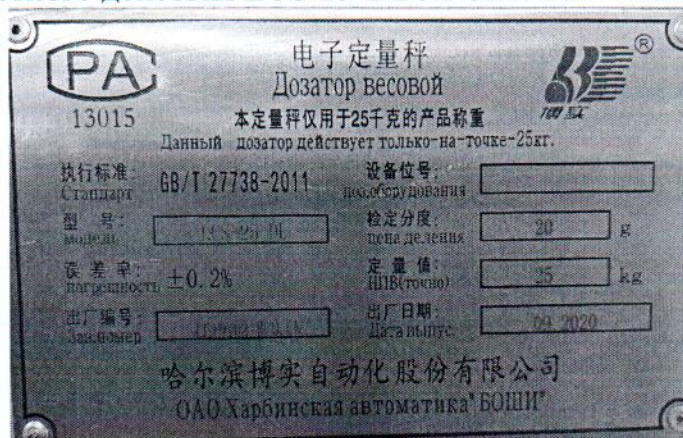 PA
13015
电子定量秤
Дозатор весовой
博实 ®
本定量秤仅用于25千克的产品称重
Данный дозатор действует только-на-точке-25кг.
执行标准: GB/T 27738-2011 设备位号:
Стандарт поз.оборудования
型 号: 检定分度: 20 g
модель цена деления
误差率: ±0.2% 定量值: 25 kg
погрешность НПВ(точно)
出厂编号: 出厂日期: 09 2020
Зав.номер Дата выпус.
哈尔滨博实自动化股份有限公司
ОАО Харбинская автоматика"БОШИ"